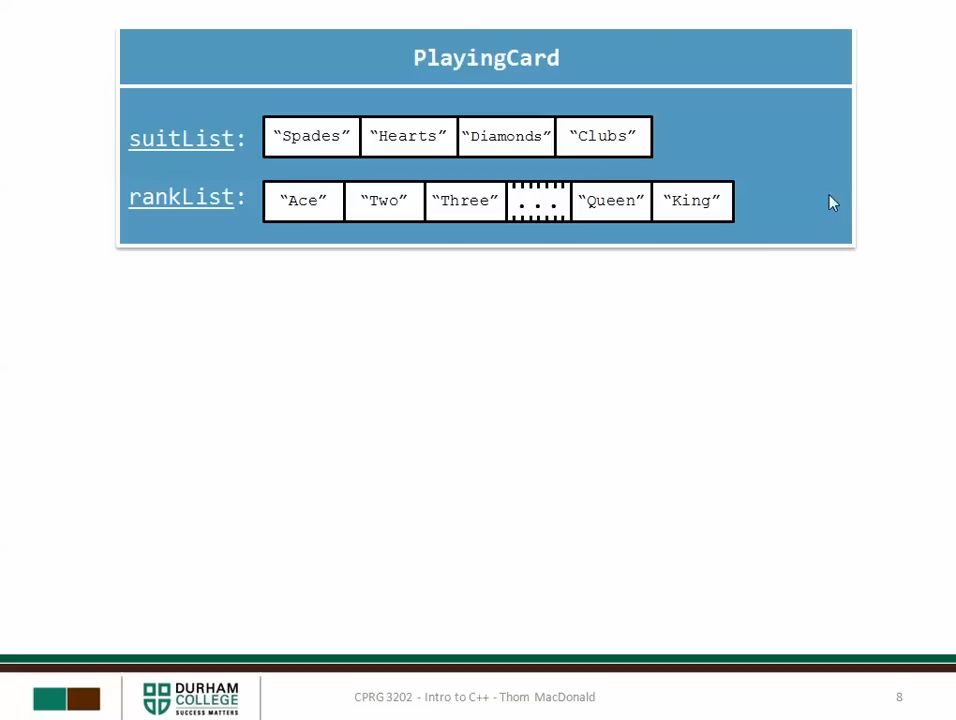 PlayingCard
suitList: “Spades” “Hearts” “Diamonds” “Clubs”
rankList: “Ace” “Two” “Three” ... “Queen” “King”
DURHAM
COLLEGE
SUCCESS MATTERS
CPRG 3202 - Intro to C++ - Thom MacDonald
8